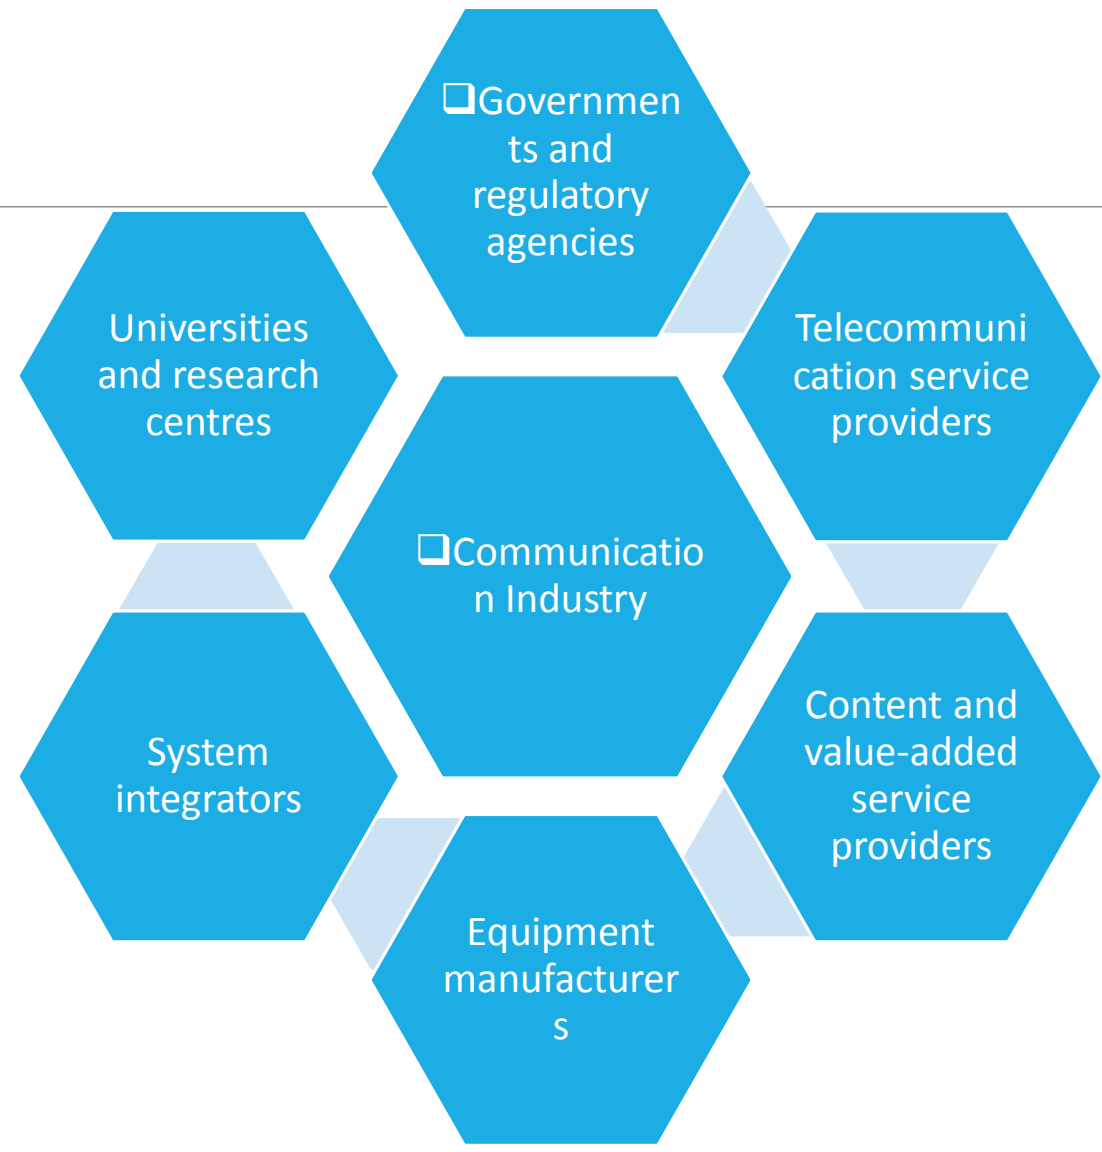 ❑Governmen
ts and
regulatory
agencies
Universities
and research
centres
Telecommuni
cation service
providers
❑Communicatio
n Industry
System
integrators
Content and
value-added
service
providers
Equipment
manufacturer
s